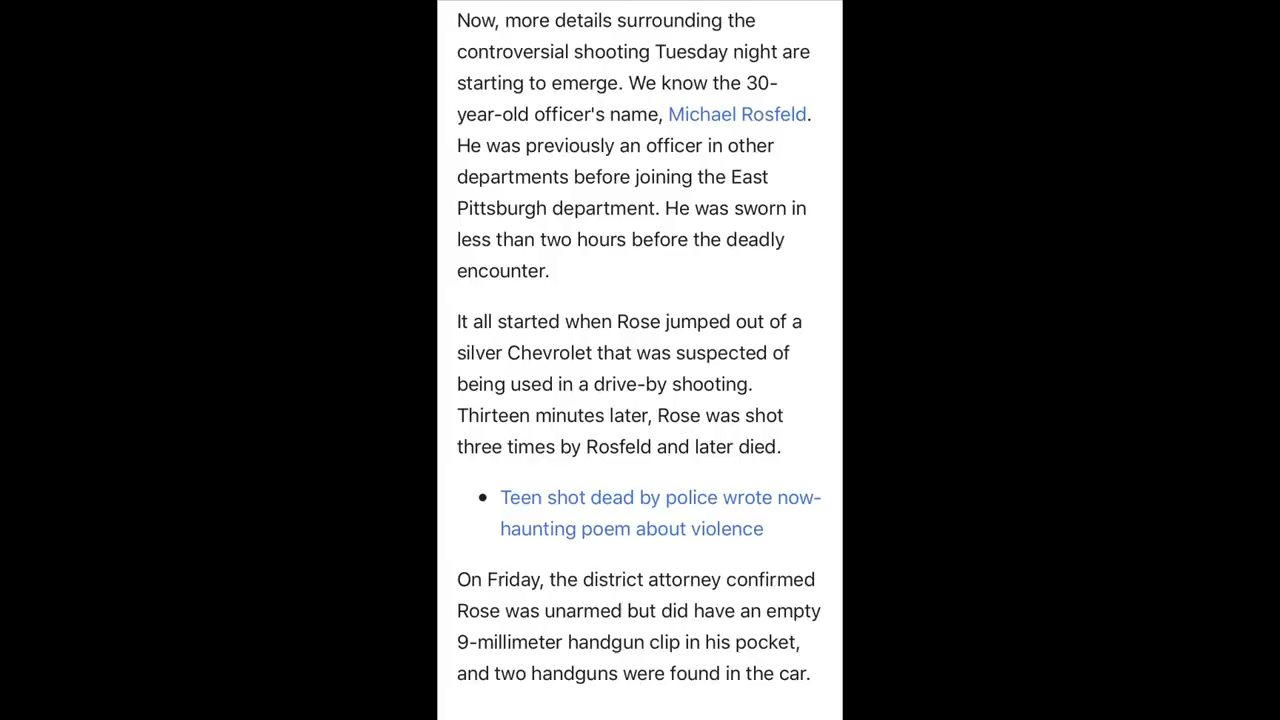 Now, more details surrounding the
controversial shooting Tuesday night are
starting to emerge. We know the 30-
year-old officer's name, Michael Rosfeld.
He was previously an officer in other
departments before joining the East
Pittsburgh department. He was sworn in
less than two hours before the deadly
encounter.
It all started when Rose jumped out of a
silver Chevrolet that was suspected of
being used in a drive-by shooting.
Thirteen minutes later, Rose was shot
three times by Rosfeld and later died.
• Teen shot dead by police wrote now-
haunting poem about violence
On Friday, the district attorney confirmed
Rose was unarmed but did have an empty
9-millimeter handgun clip in his pocket,
and two handguns were found in the car.